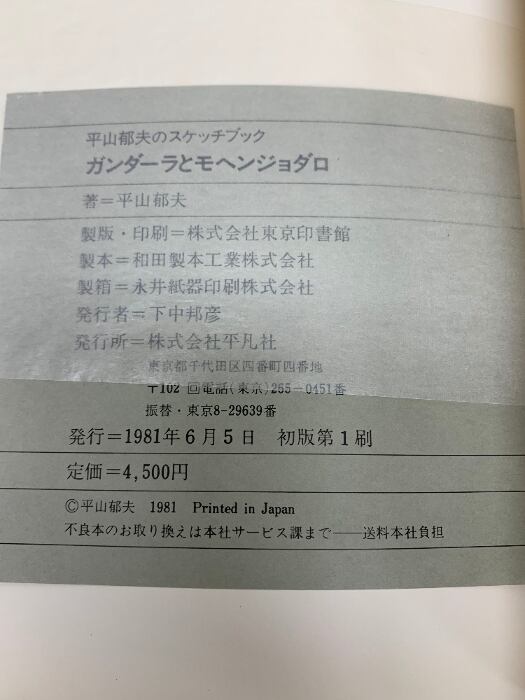 平山郁夫のスケッチブック
ガンダーラとモヘンジョダロ
著＝平山郁夫
製版・印刷＝株式会社東京印書館
製本＝和田製本工業株式会社
製箱＝永井紙器印刷株式会社
発行者＝下中邦彦
発行所＝株式会社平凡社
東京都千代田区四番町四番地
〒102 回電話(東京)265―0451番
振替・東京8-29639番
発行＝1981年6月5日 初版第1刷
定価＝4,500円
©平山郁夫 1981 Printed in Japan
不良本のお取り換えは本社サービス課まで――送料本社負担